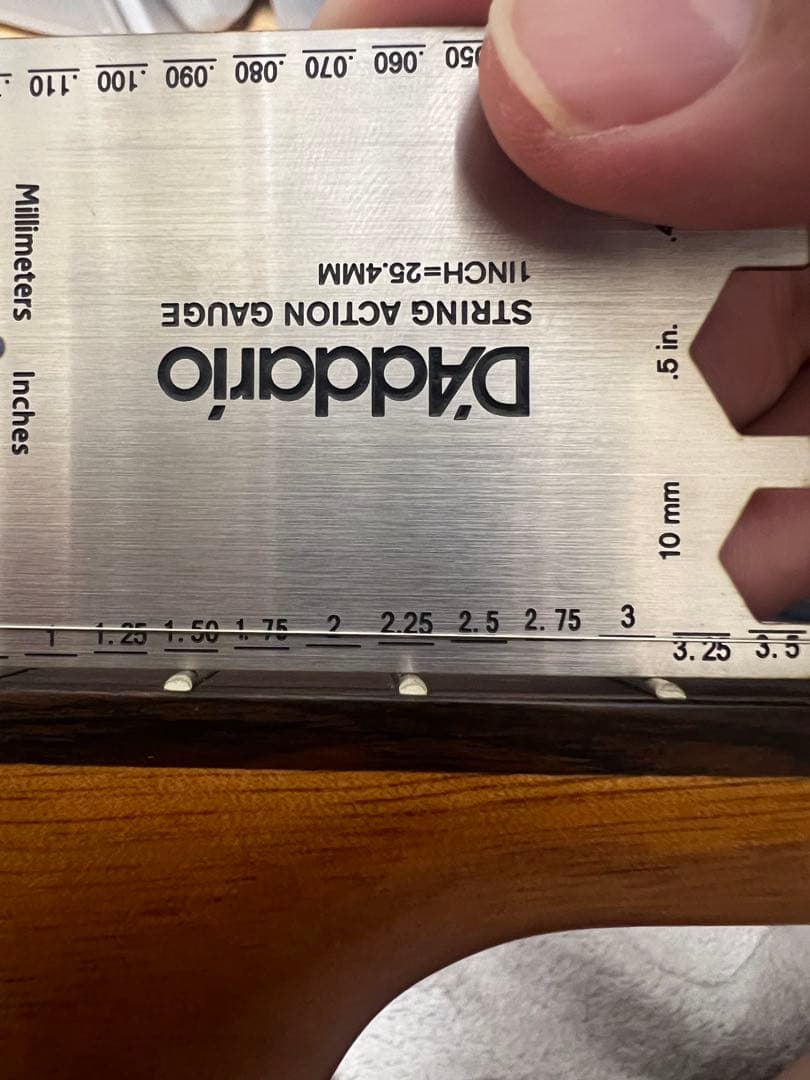 .110 .100 .090 .080 .070 .060
Millimeters Inches
1INCH=25.4MM
STRING ACTION GAUGE
D'Addario
.5 in.
10 mm
1 1.25 1.50 1.75 2 2.25 2.5 2.75 3 3.25 3.5